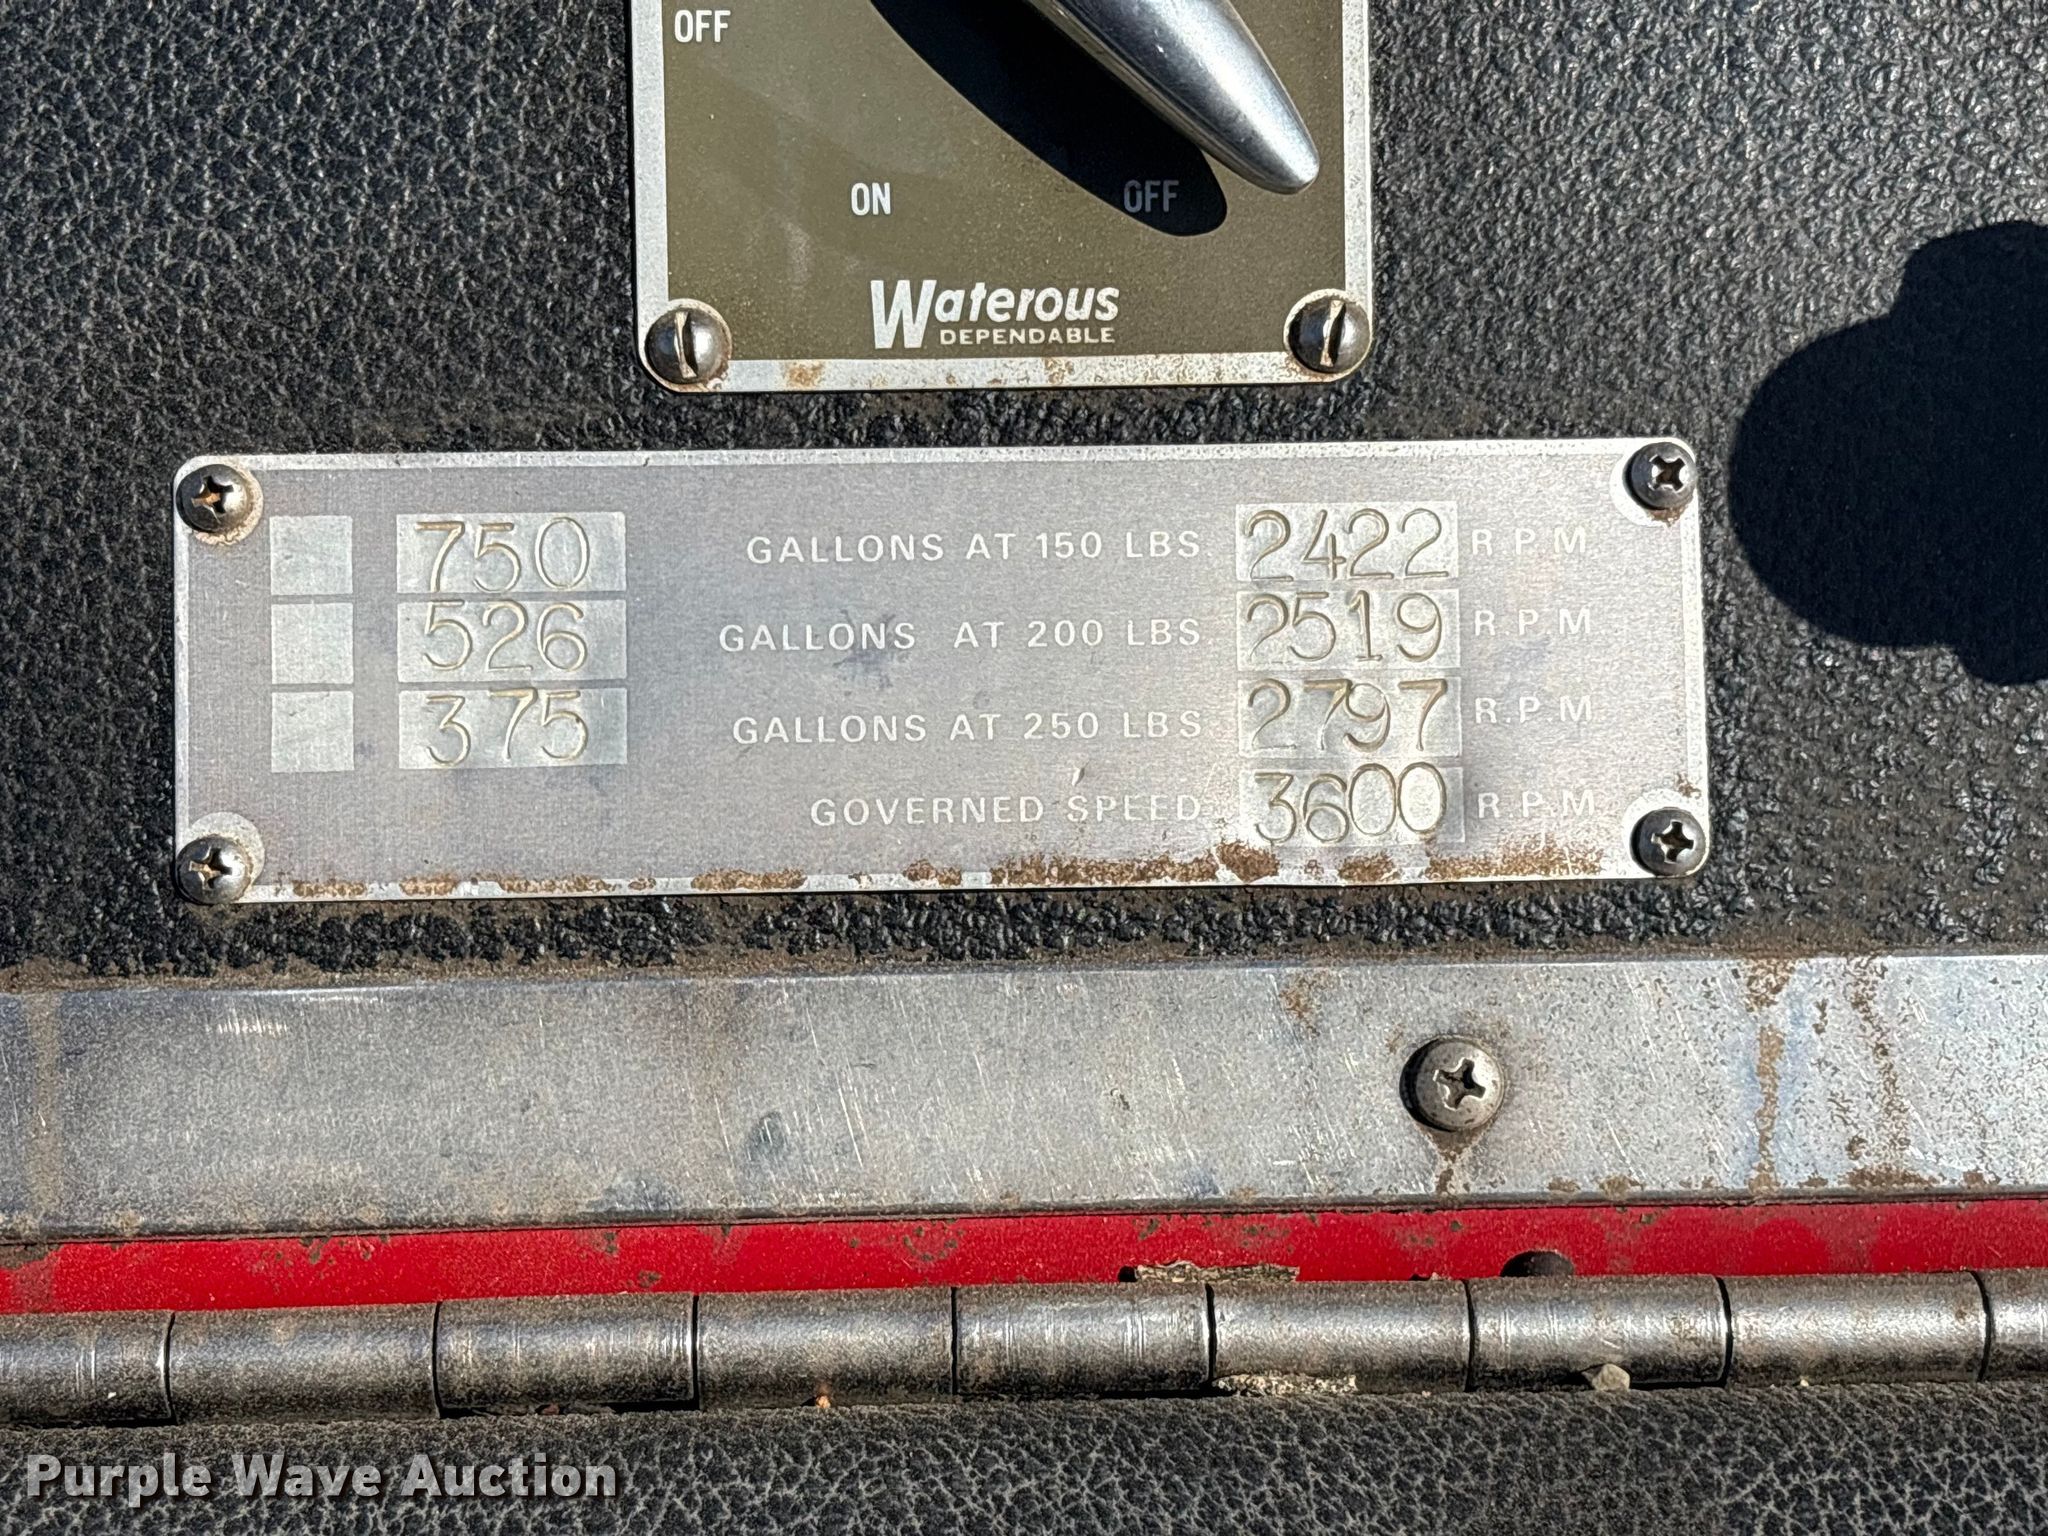 OFF
ON OFF
Waterous
DEPENDABLE
750 GALLONS AT 150 LBS. 2422 R.P.M
526 GALLONS AT 200 LBS. 2519 R.P.M
375 GALLONS AT 250 LBS 2797 R.P.M
GOVERNED SPEED 3600 R.P.M
Purple Wave Auction